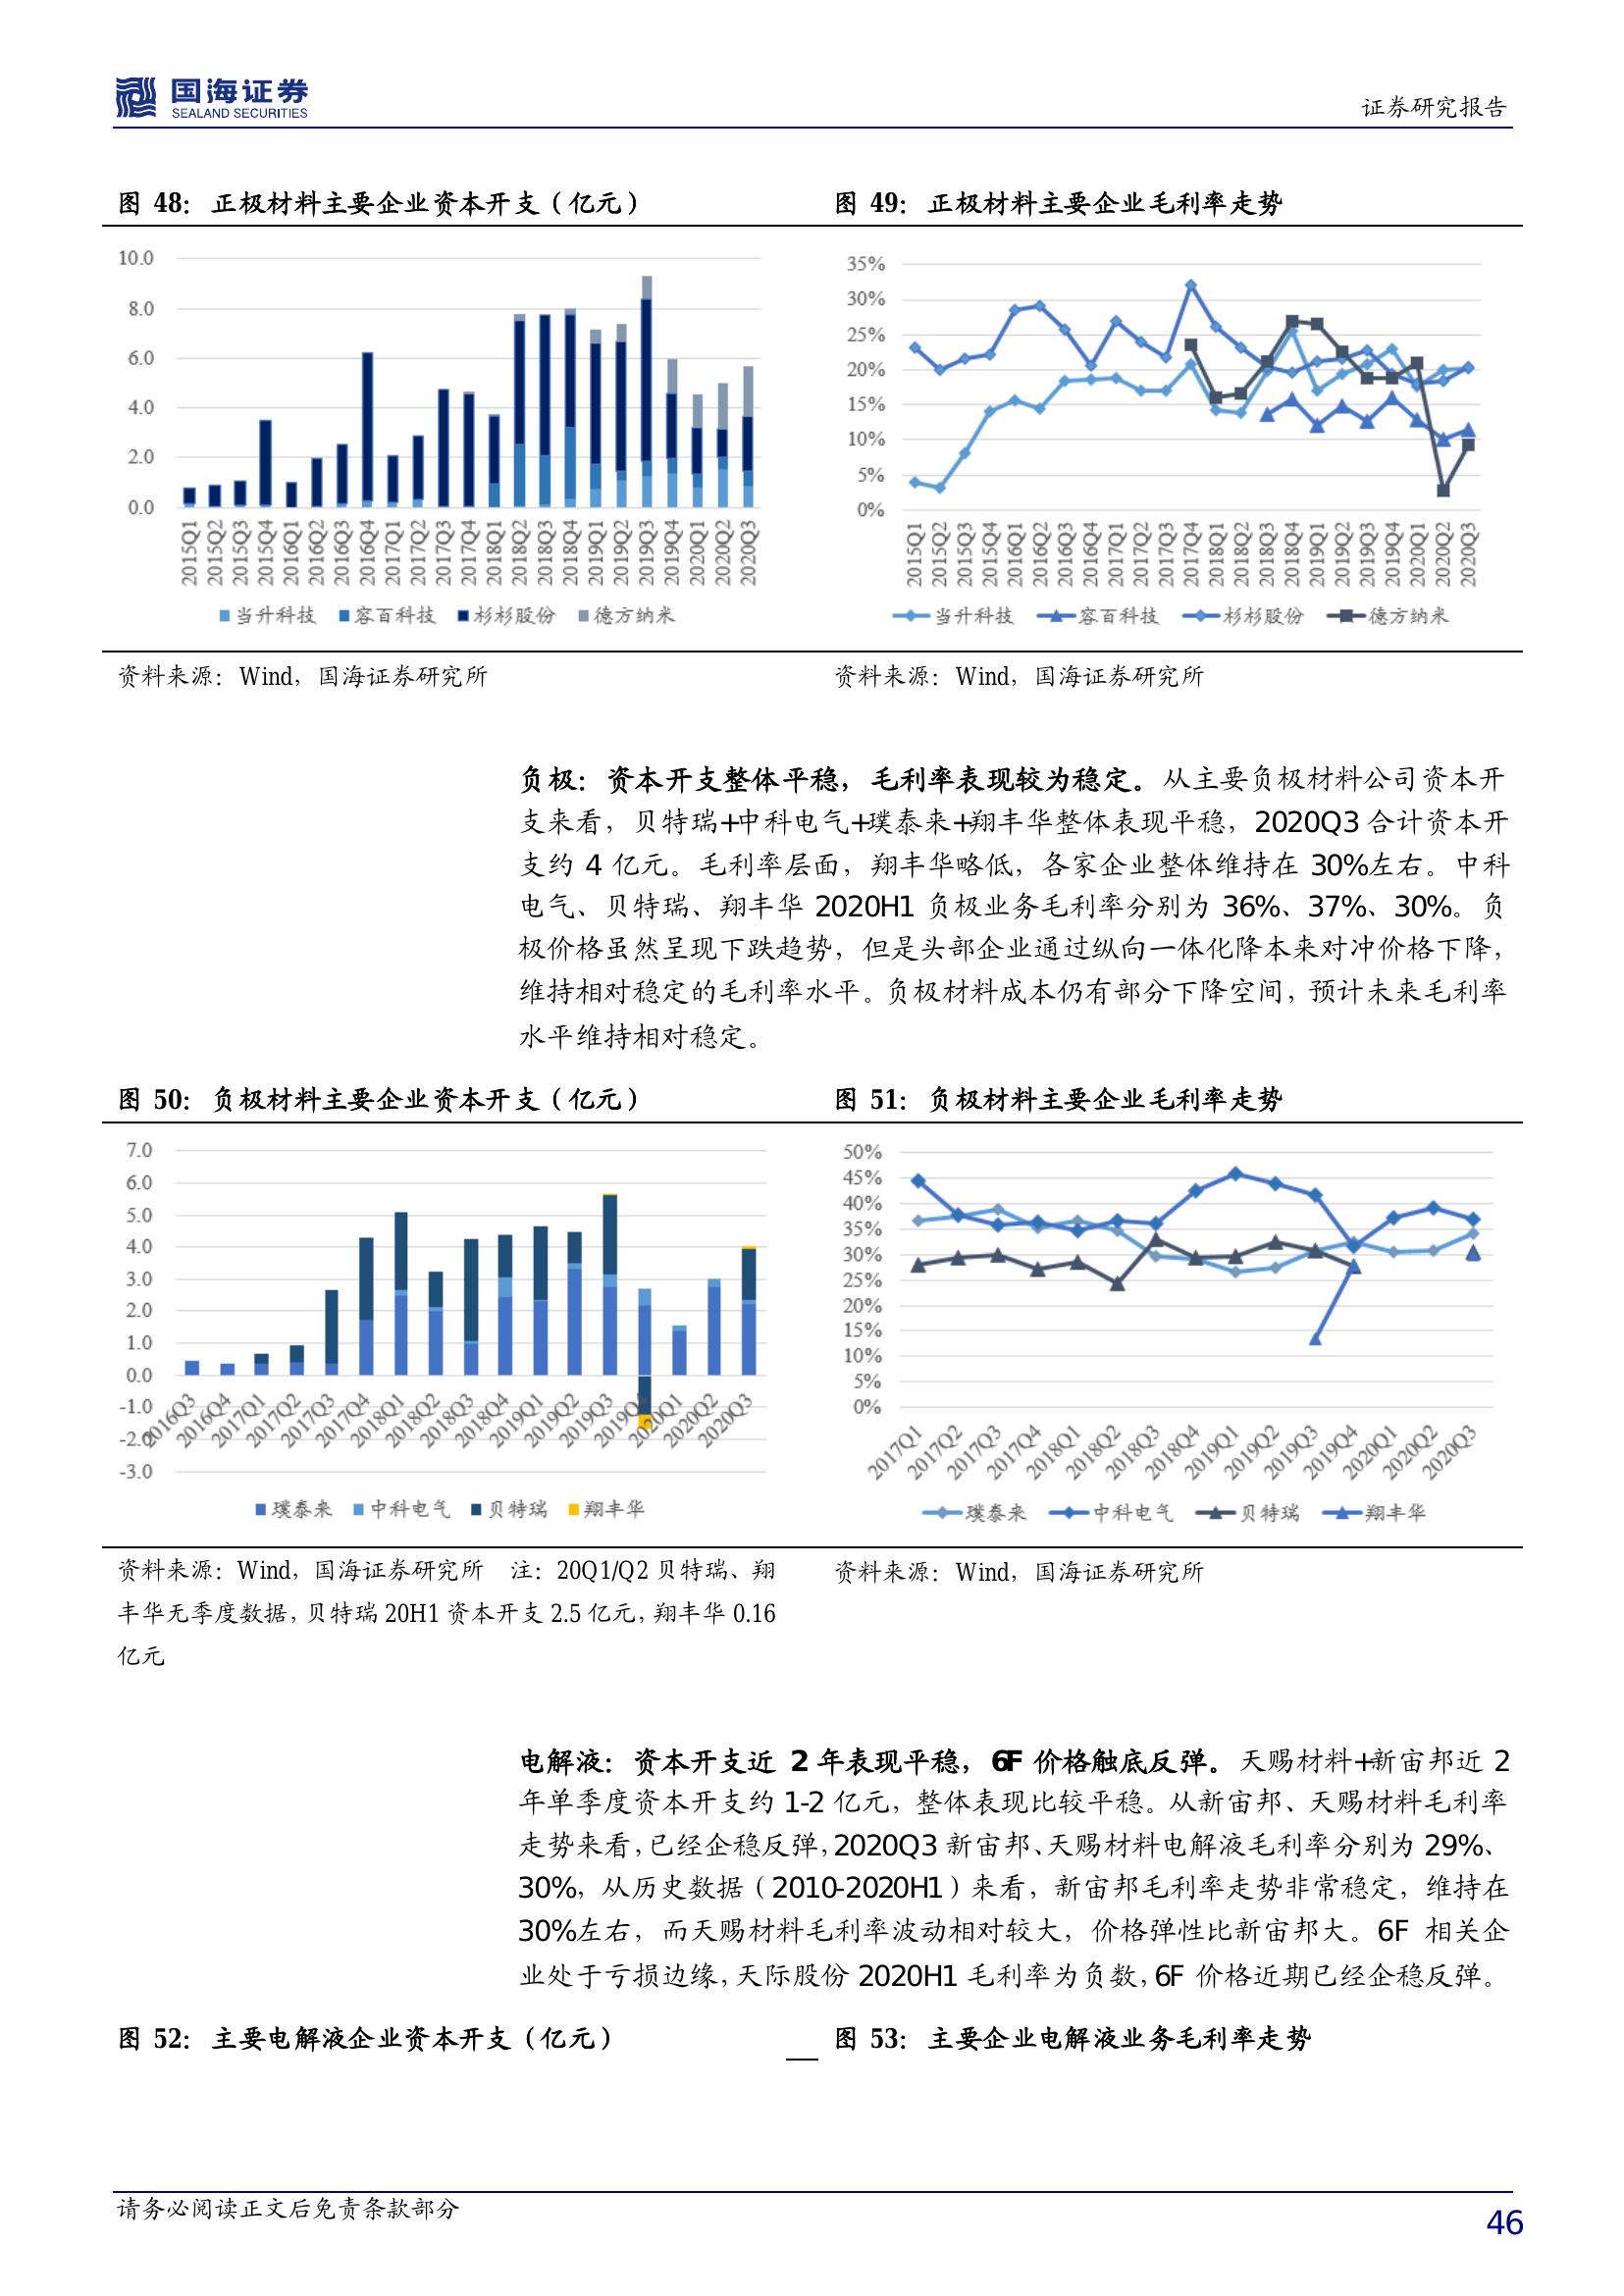 国海证券
SEALAND SECURITIES
证券研究报告
图 48：正极材料主要企业资本开支（亿元）
10.0
8.0
6.0
4.0
2.0
0.0
2015Q1 2015Q2 2015Q3 2015Q4 2016Q1 2016Q2 2016Q3 2016Q4 2017Q1 2017Q2 2017Q3 2017Q4 2018Q1 2018Q2 2018Q3 2018Q4 2019Q1 2019Q2 2019Q3 2019Q4 2020Q1 2020Q2 2020Q3
当升科技 容百科技 杉杉股份 德方纳米
资料来源：Wind，国海证券研究所
图 49：正极材料主要企业毛利率走势
35%
30%
25%
20%
15%
10%
5%
0%
2015Q1 2015Q2 2015Q3 2015Q4 2016Q1 2016Q2 2016Q3 2016Q4 2017Q1 2017Q2 2017Q3 2017Q4 2018Q1 2018Q2 2018Q3 2018Q4 2019Q1 2019Q2 2019Q3 2019Q4 2020Q1 2020Q2 2020Q3
当升科技 容百科技 杉杉股份 德方纳米
资料来源：Wind，国海证券研究所
负极：资本开支整体平稳，毛利率表现较为稳定。从主要负极材料公司资本开
支来看，贝特瑞+中科电气+璞泰来+翔丰华整体表现平稳，2020Q3 合计资本开
支约 4 亿元。毛利率层面，翔丰华略低，各家企业整体维持在 30%左右。中科
电气、贝特瑞、翔丰华 2020H1 负极业务毛利率分别为 36%、37%、30%。负
极价格虽然呈现下跌趋势，但是头部企业通过纵向一体化降本来对冲价格下降，
维持相对稳定的毛利率水平。负极材料成本仍有部分下降空间，预计未来毛利率
水平维持相对稳定。
图 50：负极材料主要企业资本开支（亿元）
7.0
6.0
5.0
4.0
3.0
2.0
1.0
0.0
-1.0
-2.0
-3.0
2016Q3 2016Q4 2017Q1 2017Q2 2017Q3 2017Q4 2018Q1 2018Q2 2018Q3 2018Q4 2019Q1 2019Q2 2019Q3 2019Q4 2020Q1 2020Q2 2020Q3
璞泰来 中科电气 贝特瑞 翔丰华
资料来源：Wind，国海证券研究所 注：20Q1/Q2 贝特瑞、翔
丰华无季度数据，贝特瑞 20H1 资本开支 2.5 亿元，翔丰华 0.16
亿元
图 51：负极材料主要企业毛利率走势
50%
45%
40%
35%
30%
25%
20%
15%
10%
5%
0%
2017Q1 2017Q2 2017Q3 2017Q4 2018Q1 2018Q2 2018Q3 2018Q4 2019Q1 2019Q2 2019Q3 2019Q4 2020Q1 2020Q2 2020Q3
璞泰来 中科电气 贝特瑞 翔丰华
资料来源：Wind，国海证券研究所
电解液：资本开支近 2 年表现平稳，6F 价格触底反弹。天赐材料+新宙邦近 2
年单季度资本开支约 1-2 亿元，整体表现比较平稳。从新宙邦、天赐材料毛利率
走势来看，已经企稳反弹，2020Q3 新宙邦、天赐材料电解液毛利率分别为 29%、
30%，从历史数据（2010-2020H1）来看，新宙邦毛利率走势非常稳定，维持在
30%左右，而天赐材料毛利率波动相对较大，价格弹性比新宙邦大。6F 相关企
业处于亏损边缘，天际股份 2020H1 毛利率为负数，6F 价格近期已经企稳反弹。
图 52：主要电解液企业资本开支（亿元）
图 53：主要企业电解液业务毛利率走势
请务必阅读正文后免责条款部分
46